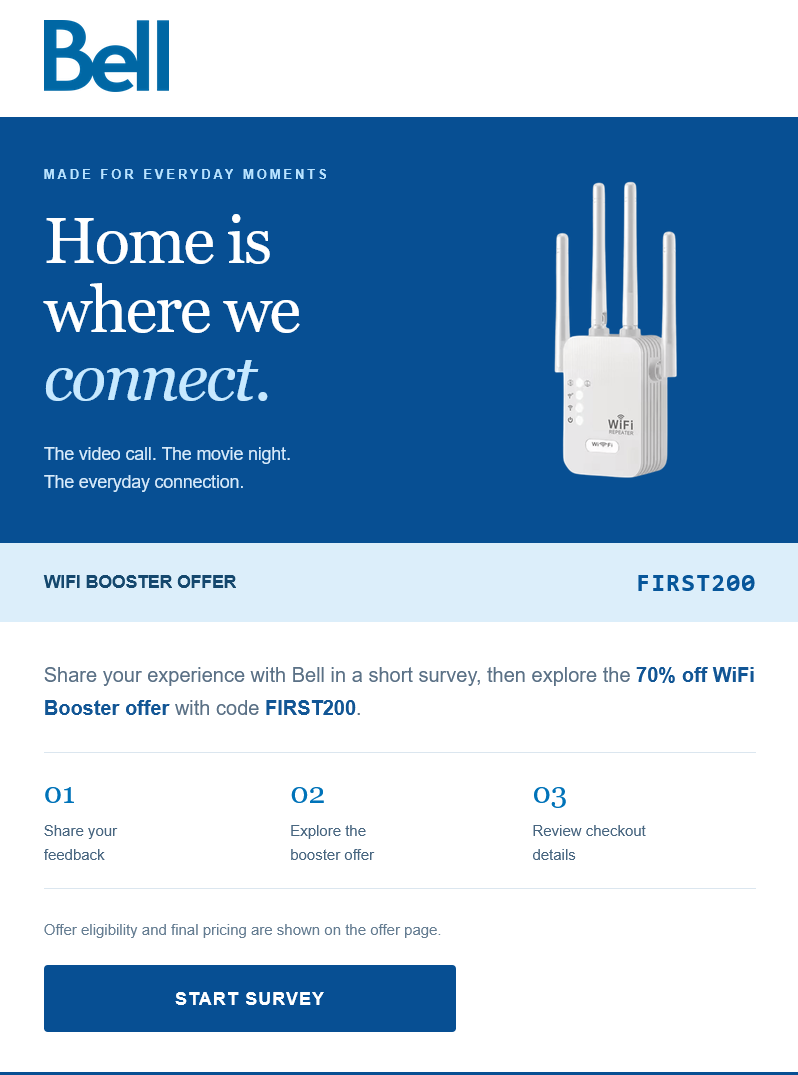 Bell
MADE FOR EVERYDAY MOMENTS
Home is
where we
connect.
The video call. The movie night.
The everyday connection.
WiFi
REPEATER
Wi Fi
WIFI BOOSTER OFFER
FIRST200
Share your experience with Bell in a short survey, then explore the 70% off WiFi
Booster offer with code FIRST200.
01
Share your
feedback
02
Explore the
booster offer
03
Review checkout
details
Offer eligibility and final pricing are shown on the offer page.
START SURVEY